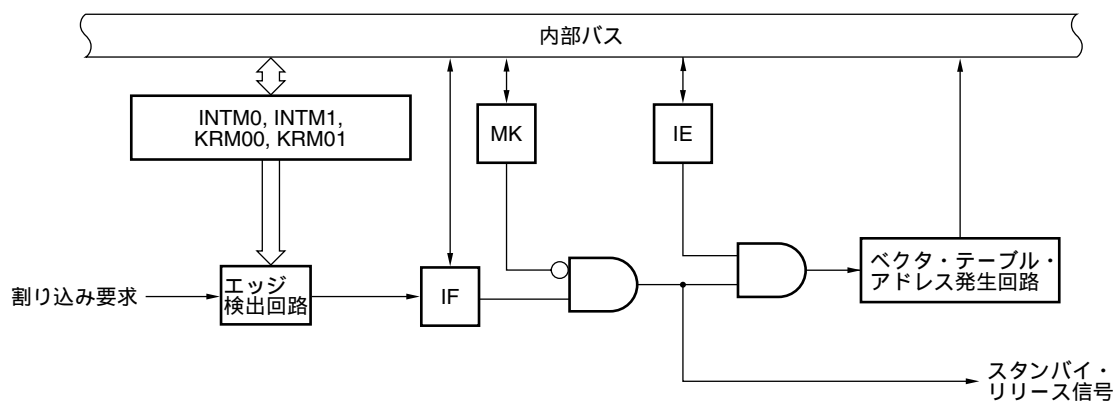 内部バス
INTM0, INTM1,
KRM00, KRM01
MK
IE
割り込み要求
エッジ
検出回路
IF
ベクタ・テーブル・
アドレス発生回路
スタンバイ・
リリース信号